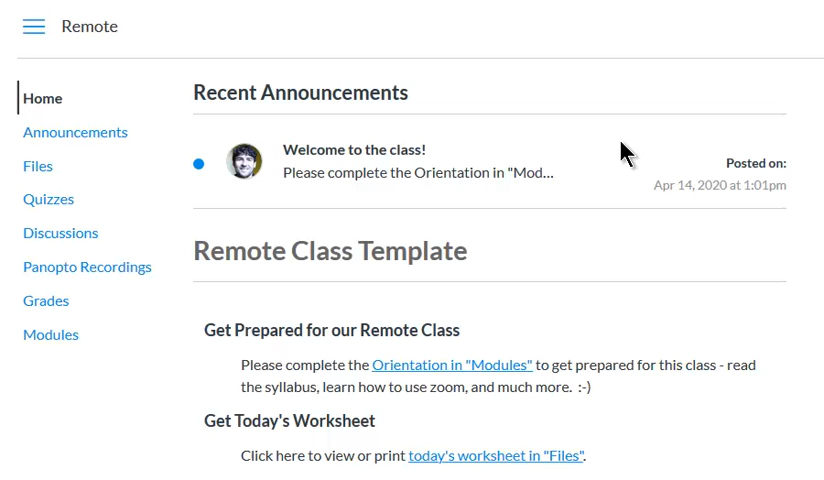 Remote
Home
Announcements
Files
Quizzes
Discussions
Panopto Recordings
Grades
Modules
Recent Announcements
Welcome to the class!
Please complete the Orientation in "Mod...
Posted on:
Apr 14, 2020 at 1:01pm
Remote Class Template
Get Prepared for our Remote Class
Please complete the Orientation in "Modules" to get prepared for this class - read
the syllabus, learn how to use zoom, and much more.  :-)
Get Today's Worksheet
Click here to view or print today's worksheet in "Files".